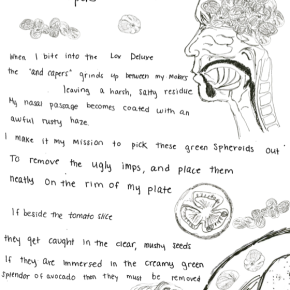 When I bite into the Lov Deluxe
the "and capers" grinds up between my molars
leaving a harsh, salty residue
My nasal passage becomes coated with an
awful rusty haze.
I make it my mission to pick these green spheroids out
To remove the ugly imps, and place them
neatly on the rim of my plate
If beside the tomato slice
they get caught in the clear, mushy seeds
If they are immersed in the creamy green
splendor of avocado then they must be removed